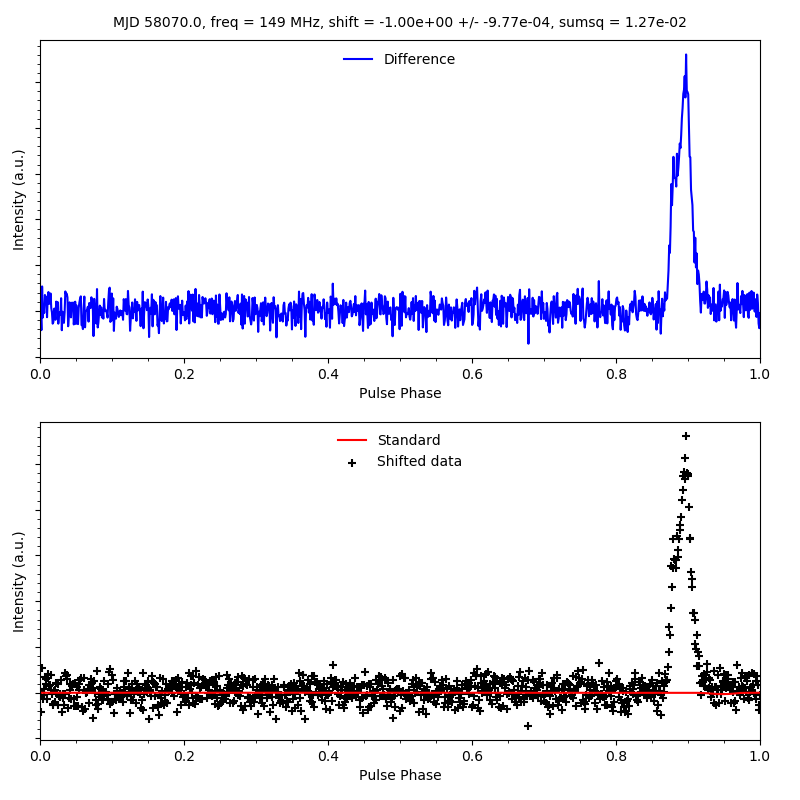 MJD 58070.0, freq = 149 MHz, shift = -1.00e+00 +/- -9.77e-04, sumsq = 1.27e-02
Difference
Intensity (a.u.)
0.0 0.2 0.4 0.6 0.8 1.0
Pulse Phase
Standard
Shifted data
Intensity (a.u.)
0.0 0.2 0.4 0.6 0.8 1.0
Pulse Phase